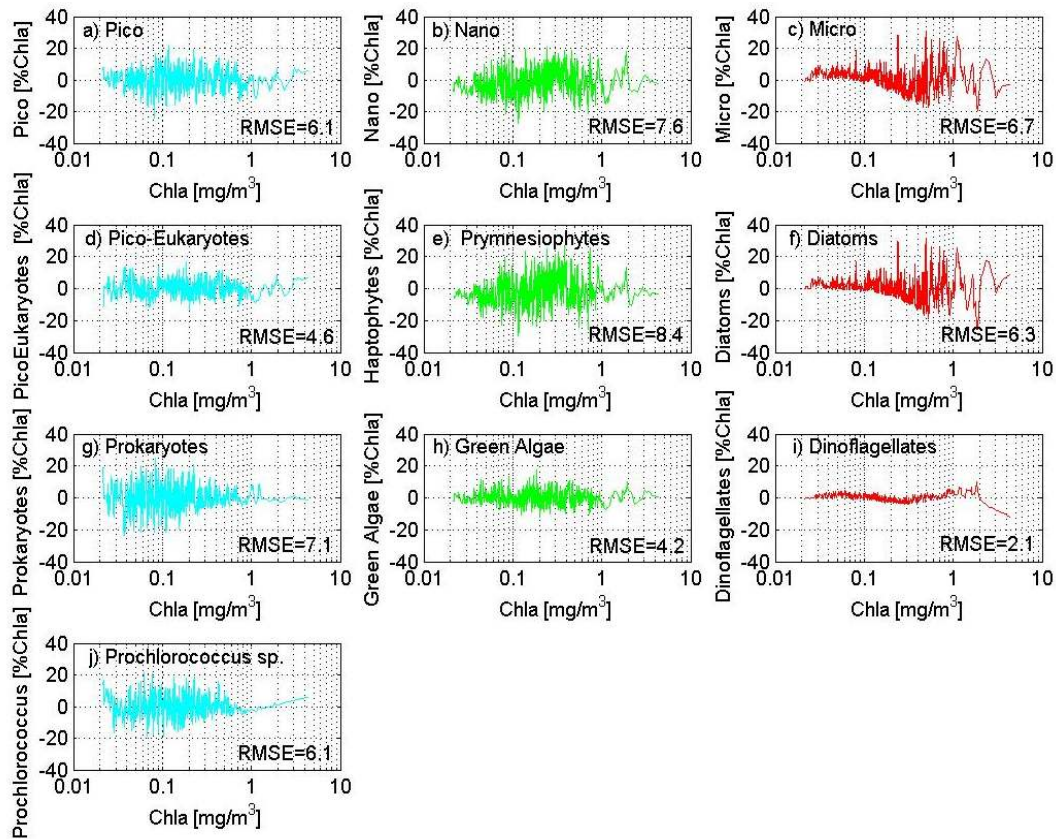 a) Pico
Pico [%Chla]
40
20
0
-20
-40
RMSE=6.1
0.01
0.1
1
10
Chla [mg/m3]
b) Nano
Nano [%Chla]
40
20
0
-20
-40
RMSE=7.6
0.01
0.1
1
10
Chla [mg/m3]
c) Micro
Micro [%Chla]
40
20
0
-20
-40
RMSE=6.7
0.01
0.1
1
10
Chla [mg/m3]
d) Pico-Eukaryotes
PicoEukaryotes [%Chla]
40
20
0
-20
-40
RMSE=4.6
0.01
0.1
1
10
Chla [mg/m3]
e) Prymnesiophytes
Haptophytes [%Chla]
40
20
0
-20
-40
RMSE=8.4
0.01
0.1
1
10
Chla [mg/m3]
f) Diatoms
Diatoms [%Chla]
40
20
0
-20
-40
RMSE=6.3
0.01
0.1
1
10
Chla [mg/m3]
g) Prokaryotes
Prokaryotes [%Chla]
40
20
0
-20
-40
RMSE=7.1
0.01
0.1
1
10
Chla [mg/m3]
h) Green Algae
Green Algae [%Chla]
40
20
0
-20
-40
RMSE=4.2
0.01
0.1
1
10
Chla [mg/m3]
i) Dinoflagellates
Dinoflagellates [%Chla]
40
20
0
-20
-40
RMSE=2.1
0.01
0.1
1
10
Chla [mg/m3]
j) Prochlorococcus sp.
Prochlorococcus [%Chla]
40
20
0
-20
-40
RMSE=6.1
0.01
0.1
1
10
Chla [mg/m3]